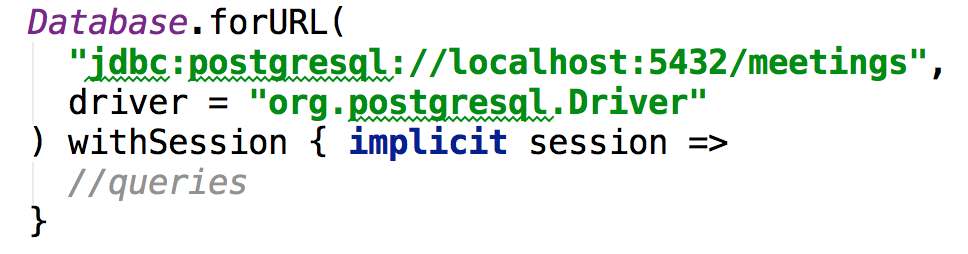 Database.forURL(
  "jdbc:postgresql://localhost:5432/meetings",
  driver = "org.postgresql.Driver"
) withSession { implicit session =>
  //queries
}